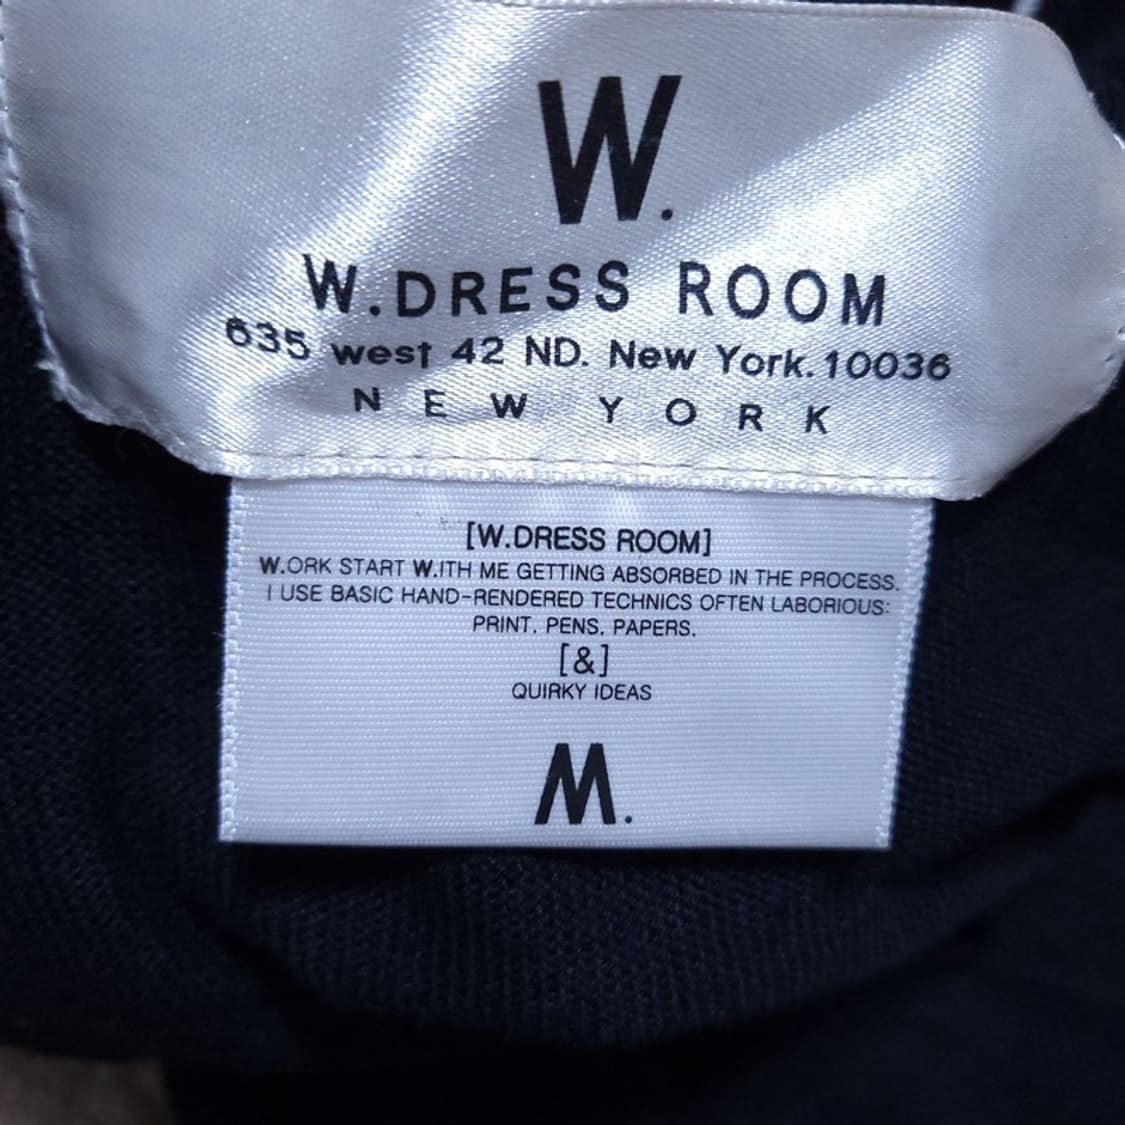 W.
W.DRESS ROOM
635 west 42 ND. New York.10036
NEW YORK
[W.DRESS ROOM]
W.ORK START W.ITH ME GETTING ABSORBED IN THE PROCESS.
I USE BASIC HAND-RENDERED TECHNICS OFTEN LABORIOUS:
PRINT. PENS. PAPERS.
[&]
QUIRKY IDEAS
M.